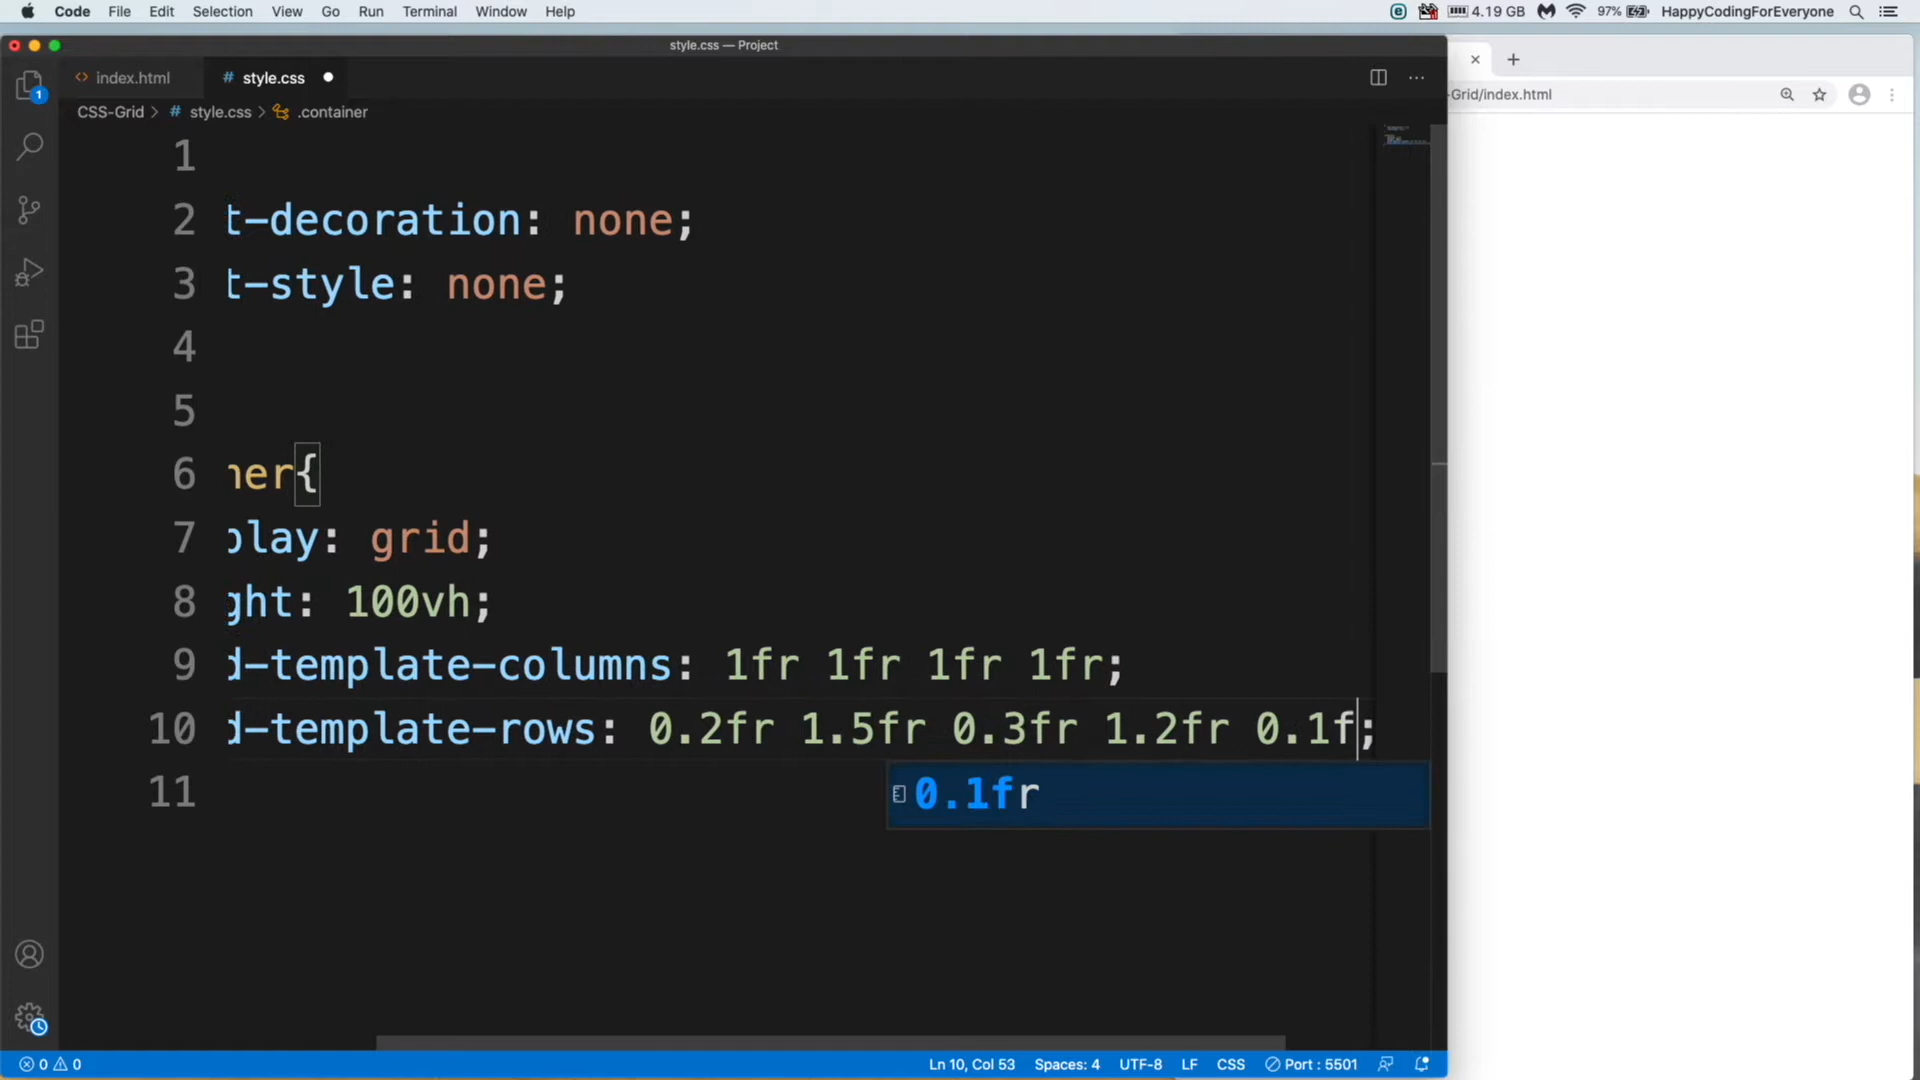 Code File Edit Selection View Go Run Terminal Window Help 4.19 GB 97% HappyCodingForEveryone
style.css — Project
index.html # style.css
CSS-Grid > # style.css > .container
-Grid/index.html
1
2 t-decoration: none;
3 t-style: none;
4
5
6 ner{
7 play: grid;
8 ght: 100vh;
9 d-template-columns: 1fr 1fr 1fr 1fr;
10 d-template-rows: 0.2fr 1.5fr 0.3fr 1.2fr 0.1f;
0.1fr
11
0 0 Ln 10, Col 53 Spaces: 4 UTF-8 LF CSS Port : 5501